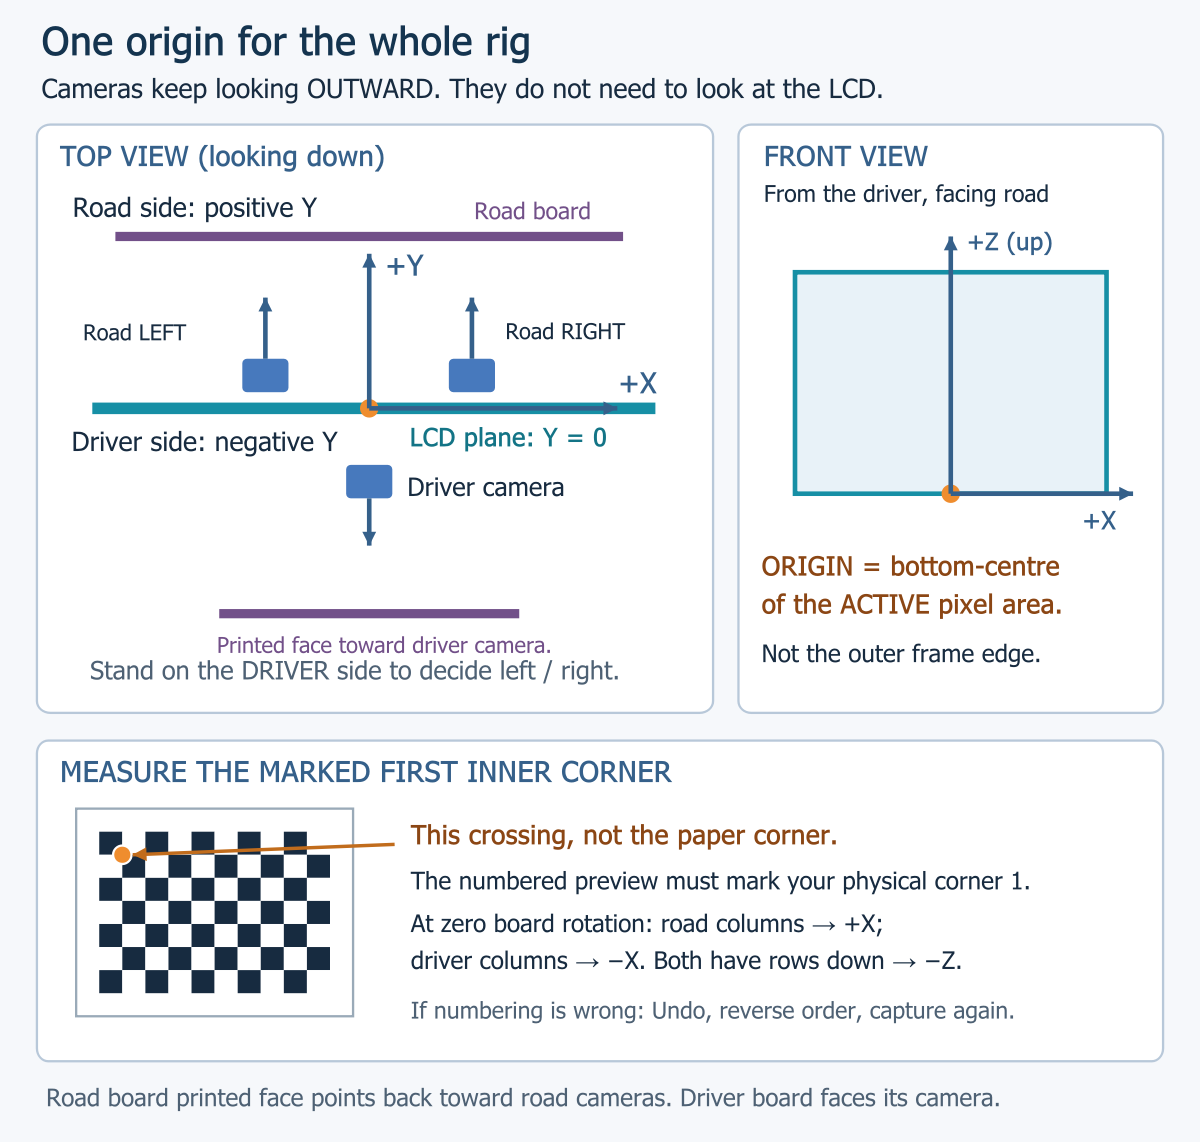 One origin for the whole rig
Cameras keep looking OUTWARD. They do not need to look at the LCD.
TOP VIEW (looking down)
Road side: positive Y
Road board
+Y
Road LEFT
Road RIGHT
+X
Driver side: negative Y
LCD plane: Y = 0
Driver camera
Printed face toward driver camera.
Stand on the DRIVER side to decide left / right.
FRONT VIEW
From the driver, facing road
+Z (up)
+X
ORIGIN = bottom-centre
of the ACTIVE pixel area.
Not the outer frame edge.
MEASURE THE MARKED FIRST INNER CORNER
This crossing, not the paper corner.
The numbered preview must mark your physical corner 1.
At zero board rotation: road columns → +X;
driver columns → −X. Both have rows down → −Z.
If numbering is wrong: Undo, reverse order, capture again.
Road board printed face points back toward road cameras. Driver board faces its camera.